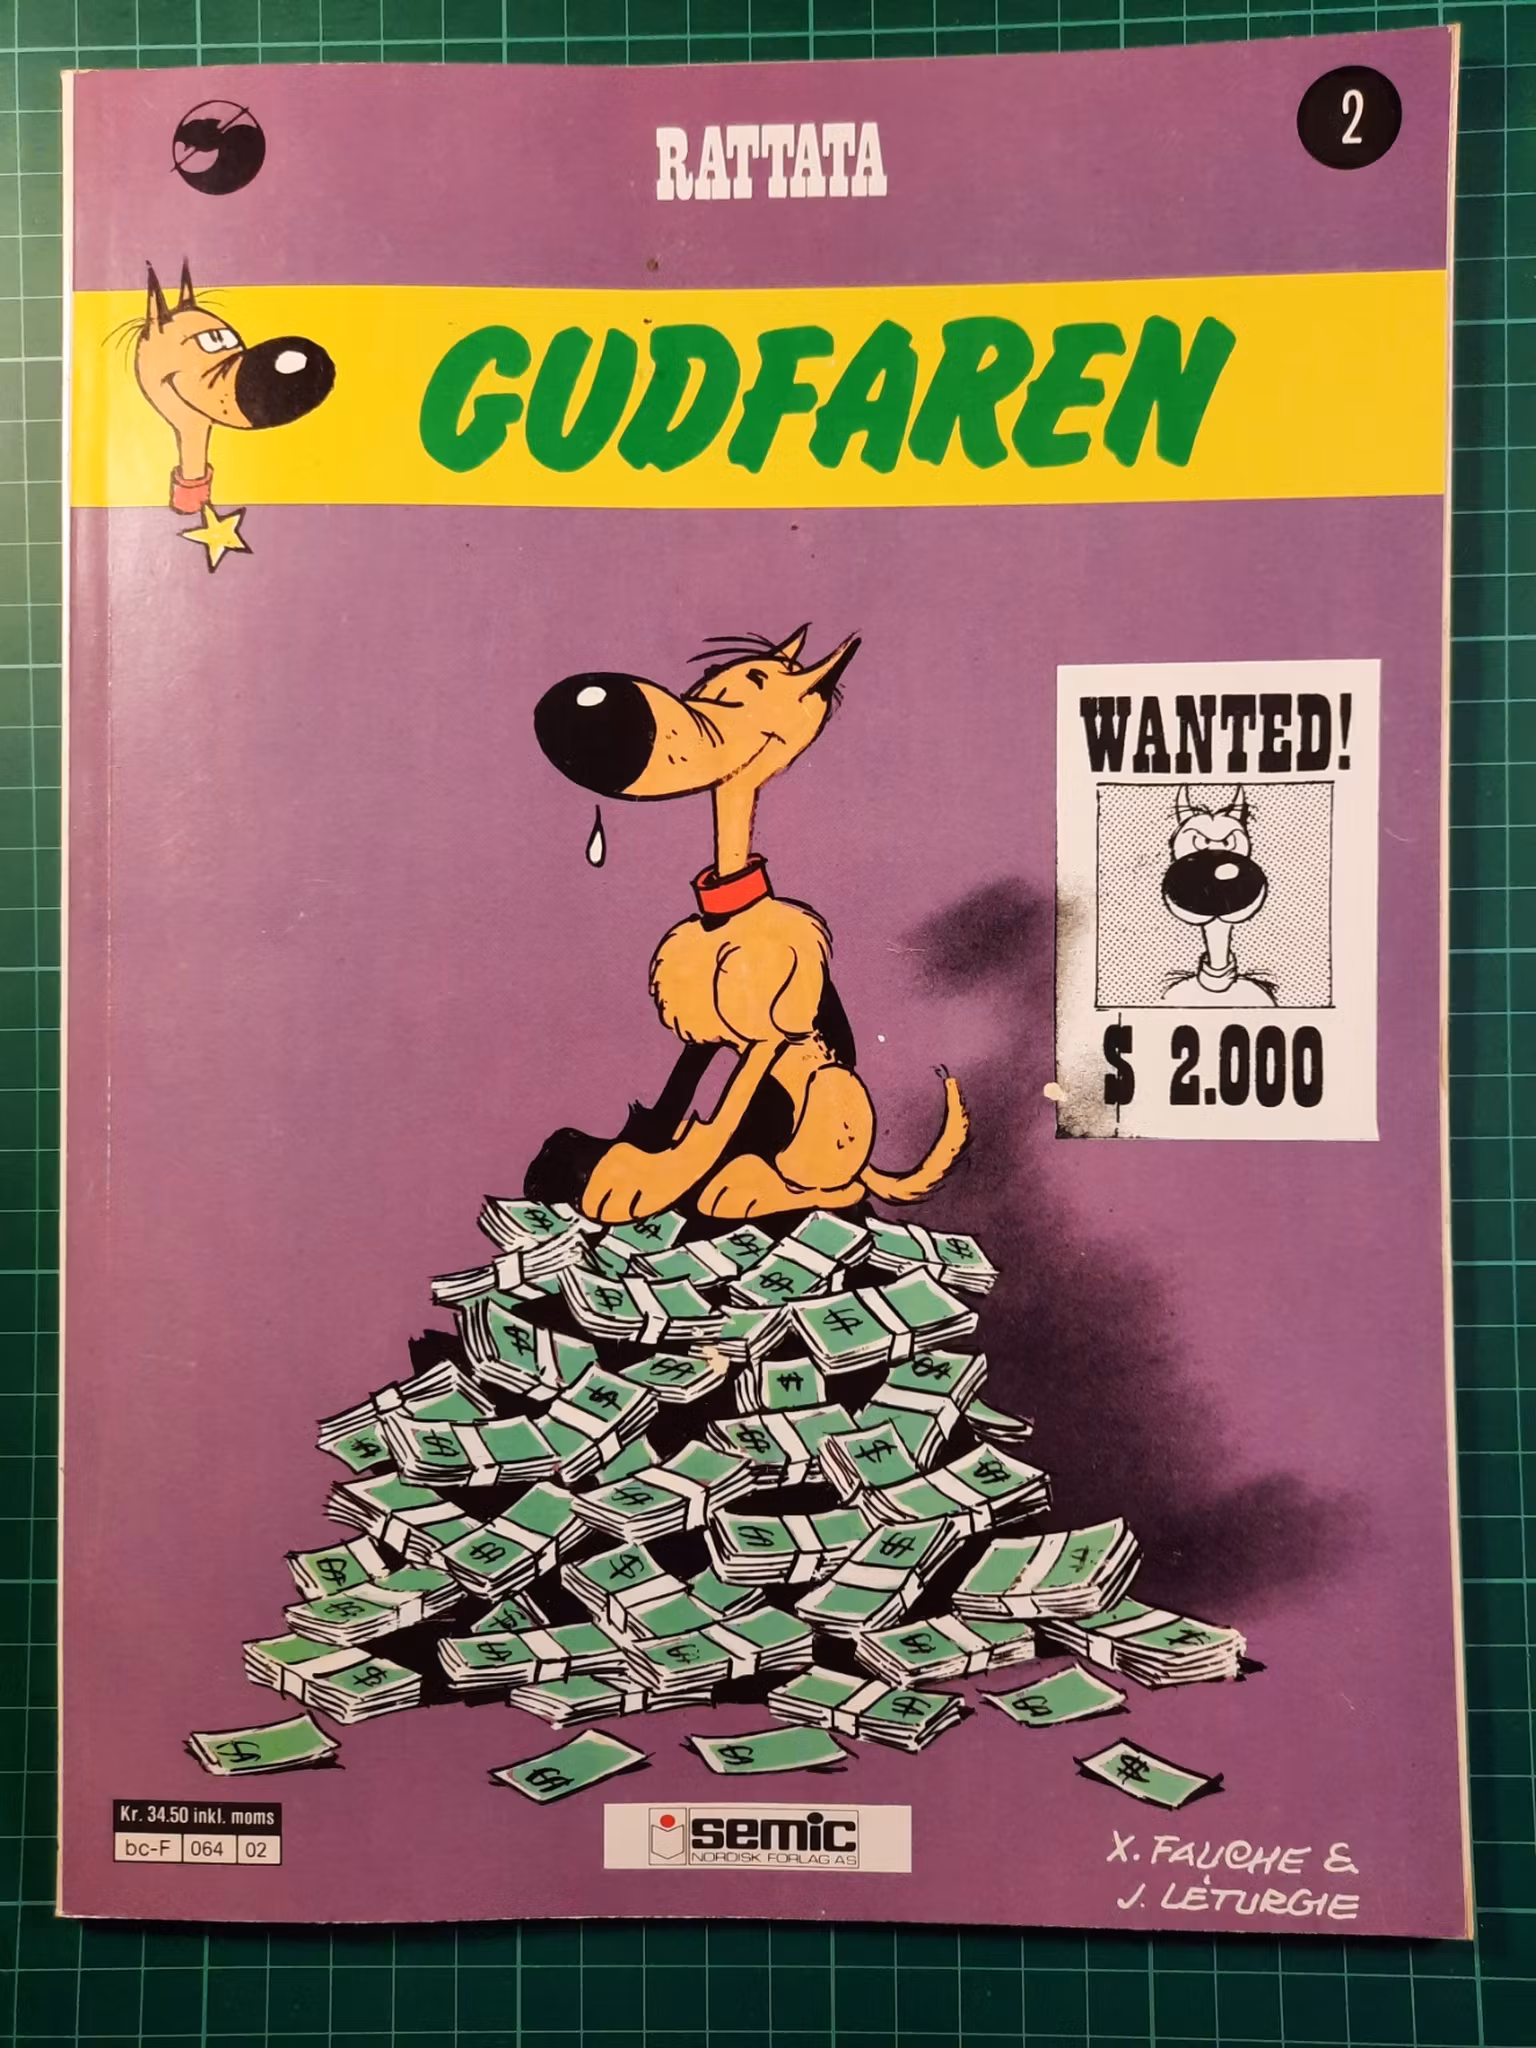 2
RATTATA
GUDFAREN
WANTED!
$ 2.000
Kr. 34.50 inkl. moms
bc-F 064 02
semic
NORDISK FORLAG AS
X. FAUCHE &
J. LÉTURGIE